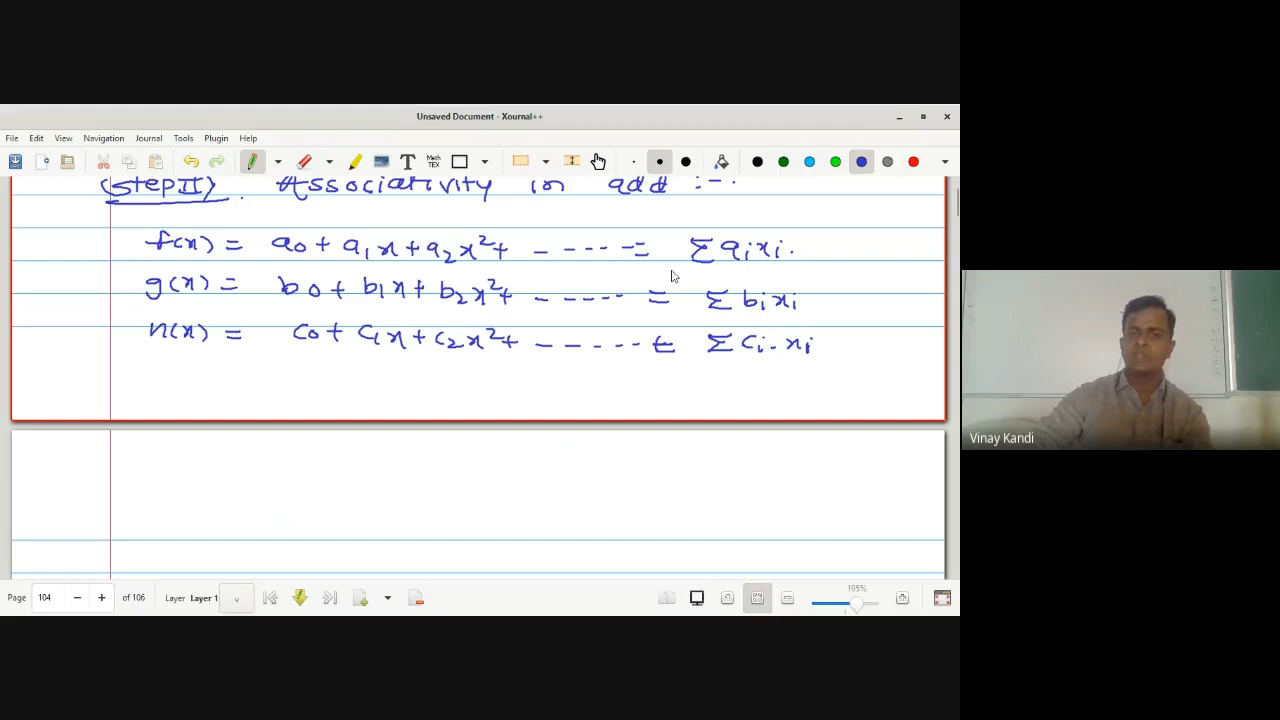 Unsaved Document - Xournal++
File Edit View Navigation Journal Tools Plugin Help
(Step II). Associativity in add :-.
f(x) = a0 + a1x + a2x² + - ---- = Σ aixi.
g(x) = b0 + b1x + b2x² + - ----- = Σ bixi
h(x) = c0 + c1x + c2x² + ------ = Σ ci.xi
Vinay Kandi
Page 104 of 106 Layer Layer 1 195%